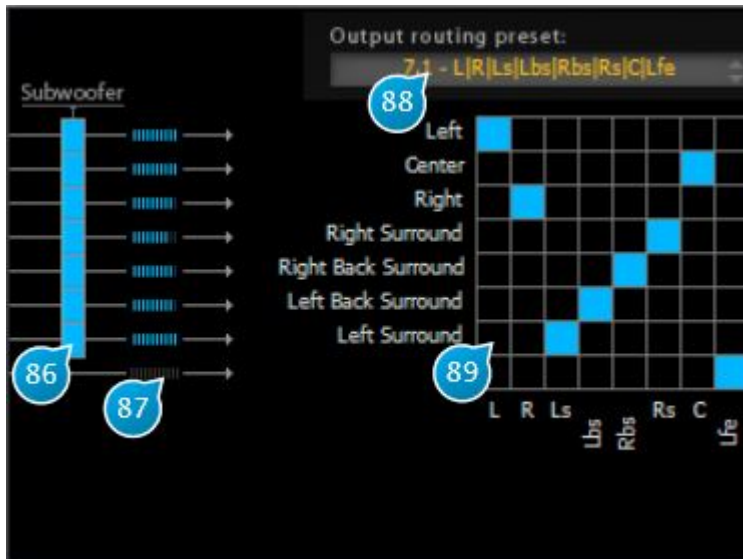 Output routing preset:
7.1 - L|R|Ls|Lbs|Rbs|Rs|C|Lfe
88
Subwoofer
Left
Center
Right
Right Surround
Right Back Surround
Left Back Surround
Left Surround
86
87
89
L R Ls Lbs Rbs Rs C Lfe